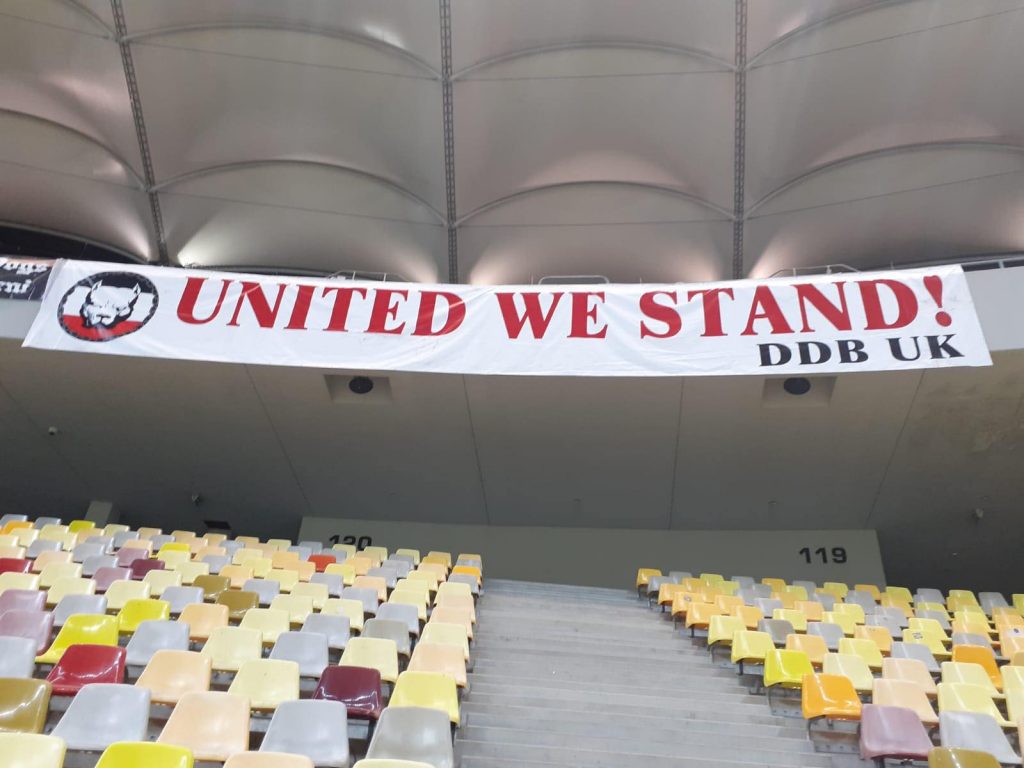 UNITED WE STAND!
DDB UK
120
119